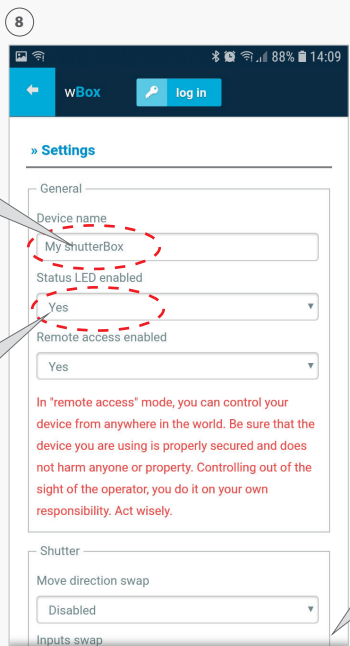 8
88% 14:09
wBox log in
» Settings
General
Device name
My shutterBox
Status LED enabled
Yes
Remote access enabled
Yes
In "remote access" mode, you can control your
device from anywhere in the world. Be sure that the
device you are using is properly secured and does
not harm anyone or property. Controlling out of the
sight of the operator, you do it on your own
responsibility. Act wisely.
Shutter
Move direction swap
Disabled
Inputs swap